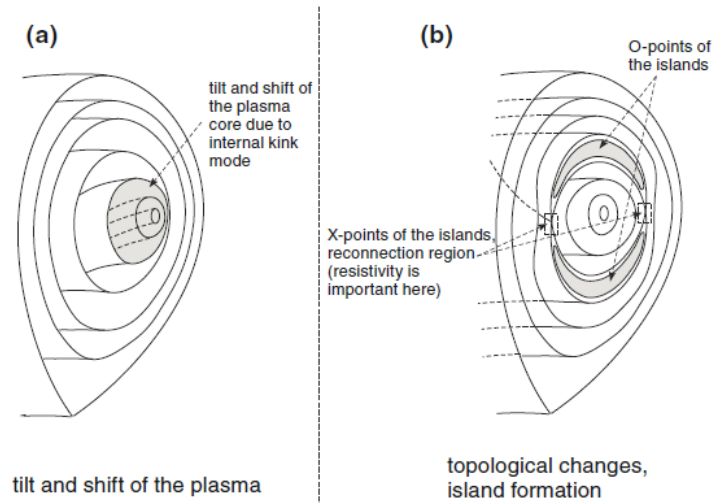 (a)
tilt and shift of
the plasma
core due to
internal kink
mode
tilt and shift of the plasma
(b)
O-points of
the islands
X-points of the islands,
reconnection region
(resistivity is
important here)
topological changes,
island formation